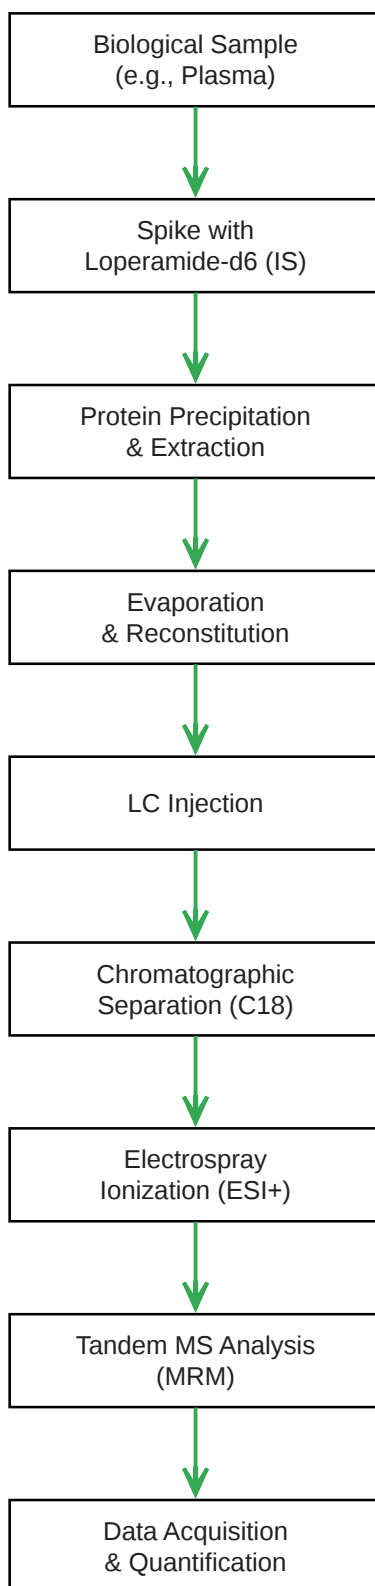 Biological Sample
(e.g., Plasma)
Spike with
Loperamide-d6 (IS)
Protein Precipitation
& Extraction
Evaporation
& Reconstitution
LC Injection
Chromatographic
Separation (C18)
Electrospray
Ionization (ESI+)
Tandem MS Analysis
(MRM)
Data Acquisition
& Quantification